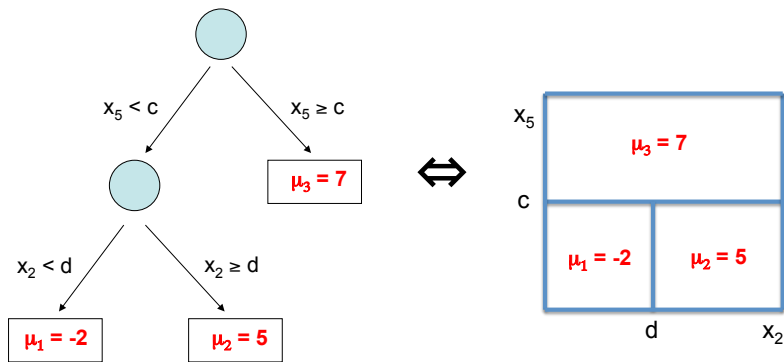 x₅ < c
x₅ ≥ c
μ₃ = 7
x₂ < d
x₂ ≥ d
μ₁ = -2
μ₂ = 5
⇔
x₅
μ₃ = 7
c
μ₁ = -2
μ₂ = 5
d
x₂